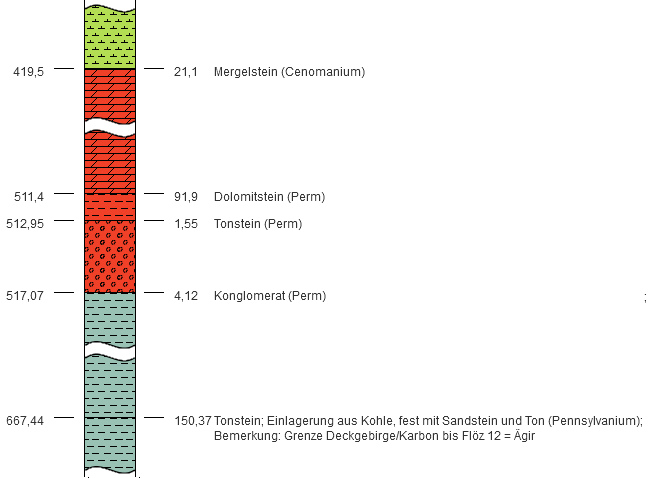 419,5 21,1 Mergelstein (Cenomanium)
511,4 91,9 Dolomitstein (Perm)
512,95 1,55 Tonstein (Perm)
517,07 4,12 Konglomerat (Perm) ;
667,44 150,37 Tonstein; Einlagerung aus Kohle, fest mit Sandstein und Ton (Pennsylvanium);
Bemerkung: Grenze Deckgebirge/Karbon bis Flöz 12 = Ägir